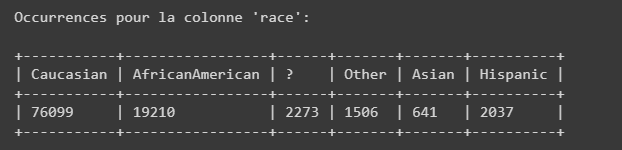 Occurrences pour la colonne 'race':
+-----------+-----------------+------+-------+-------+----------+
| Caucasian | AfricanAmerican | ?    | Other | Asian | Hispanic |
+-----------+-----------------+------+-------+-------+----------+
| 76099     | 19210           | 2273 | 1506  | 641   | 2037     |
+-----------+-----------------+------+-------+-------+----------+